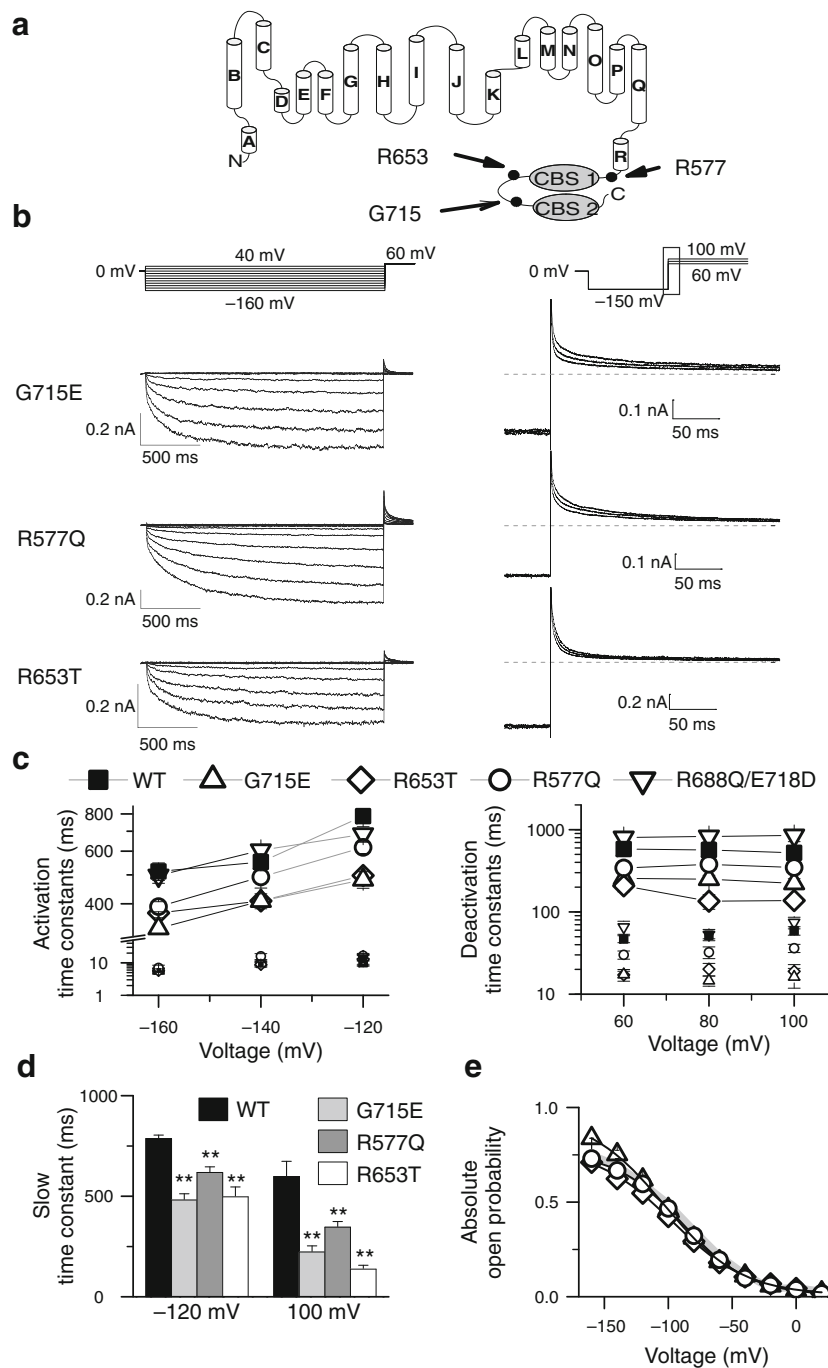 a
B C D E F G H I J K L M N O P Q
A R
N
R653
CBS 1
R577
C
G715
CBS 2
b
0 mV
40 mV
60 mV
−160 mV
0 mV
100 mV
60 mV
−150 mV
G715E
0.2 nA
500 ms
0.1 nA
50 ms
R577Q
0.2 nA
500 ms
0.1 nA
50 ms
R653T
0.2 nA
500 ms
0.2 nA
50 ms
c
WT G715E R653T R577Q R688Q/E718D
Activation
time constants (ms)
800
600
400
10
1
−160 −140 −120
Voltage (mV)
Deactivation
time constants (ms)
1000
100
10
60 80 100
Voltage (mV)
d
Slow
time constant (ms)
1000
500
0
WT
G715E
R577Q
R653T
** ** **
** ** **
−120 mV 100 mV
e
Absolute
open probability
1.0
0.5
0.0
−150 −100 −50 0
Voltage (mV)